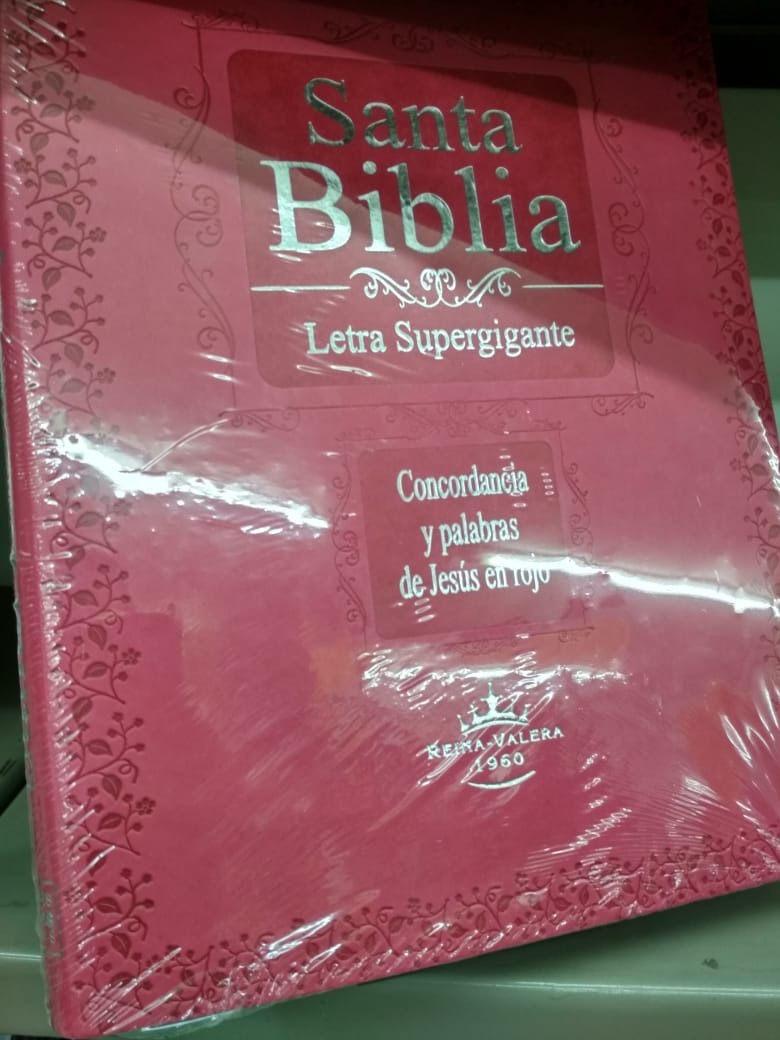 Santa
Biblia
Letra Supergigante
Concordancia
y palabras
de Jesús en rojo
REINA-VALERA
1960